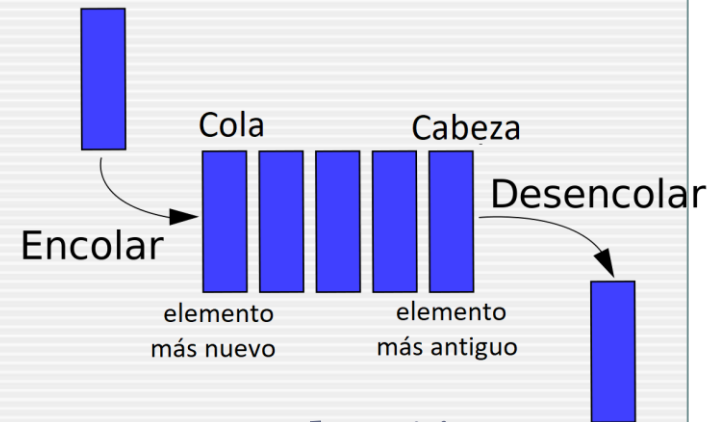 Cola
Cabeza
Desencolar
Encolar
elemento
más nuevo
elemento
más antiguo